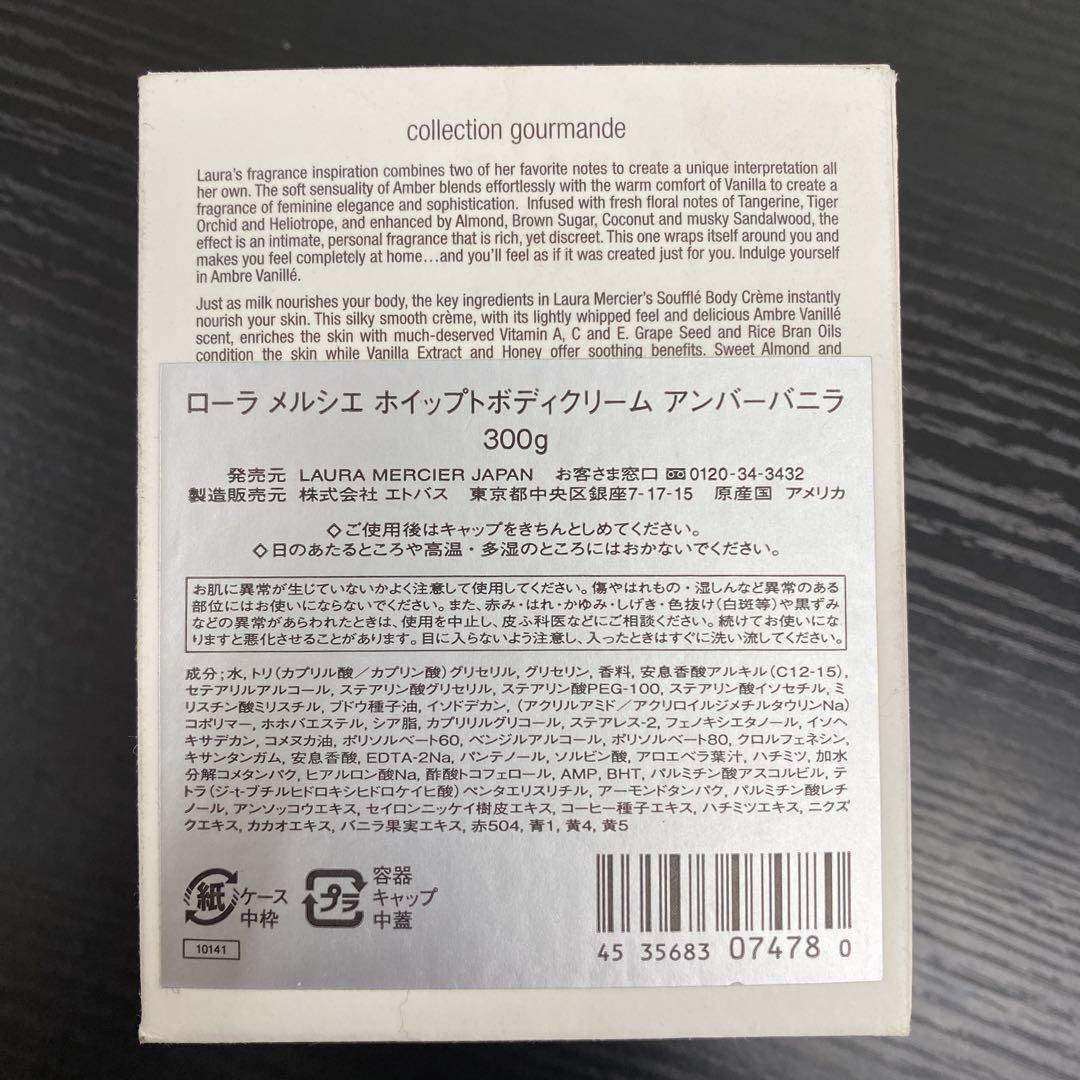 collection gourmande
Laura's fragrance inspiration combines two of her favorite notes to create a unique interpretation all
her own. The soft sensuality of Amber blends effortlessly with the warm comfort of Vanilla to create a
fragrance of feminine elegance and sophistication. Infused with fresh floral notes of Tangerine, Tiger
Orchid and Heliotrope, and enhanced by Almond, Brown Sugar, Coconut and musky Sandalwood, the
effect is an intimate, personal fragrance that is rich, yet discreet. This one wraps itself around you and
makes you feel completely at home...and you'll feel as if it was created just for you. Indulge yourself
in Ambre Vanillé.
Just as milk nourishes your body, the key ingredients in Laura Mercier's Soufflé Body Crème instantly
nourish your skin. This silky smooth crème, with its lightly whipped feel and delicious Ambre Vanillé
scent, enriches the skin with much-deserved Vitamin A, C and E. Grape Seed and Rice Bran Oils
condition the skin while Vanilla Extract and Honey offer soothing benefits. Sweet Almond and
ローラ メルシエ ホイップトボディクリーム アンバーバニラ
300g
発売元 LAURA MERCIER JAPAN お客さま窓口 0120-34-3432
製造販売元 株式会社 エトバス 東京都中央区銀座7-17-15 原産国 アメリカ
◇ご使用後はキャップをきちんとしめてください。
◇日のあたるところや高温・多湿のところにはおかないでください。
お肌に異常が生じていないかよく注意して使用してください。傷やはれもの・湿しんなど異常のある
部位にはお使いにならないでください。また、赤み・はれ・かゆみ・しげき・色抜け(白斑等)や黒ずみ
などの異常があらわれたときは、使用を中止し、皮ふ科医などにご相談ください。続けてお使いにな
りますと悪化させることがあります。目に入らないよう注意し、入ったときはすぐに洗い流してください。
成分;水, トリ(カプリル酸/カプリン酸)グリセリル, グリセリン, 香料, 安息香酸アルキル(C12-15),
セテアリルアルコール, ステアリン酸グリセリル, ステアリン酸PEG-100, ステアリン酸イソセチル, ミ
リスチン酸ミリスチル, ブドウ種子油, イソドデカン, (アクリルアミド/アクリロイルジメチルタウリンNa)
コポリマー, ホホバエステル, シア脂, カプリリルグリコール, ステアレス-2, フェノキシエタノール, イソヘ
キサデカン, コメヌカ油, ポリソルベート60, ベンジルアルコール, ポリソルベート80, クロルフェネシン,
キサンタンガム, 安息香酸, EDTA-2Na, パンテノール, ソルビン酸, アロエベラ葉汁, ハチミツ, 加水
分解コメタンパク, ヒアルロン酸Na, 酢酸トコフェロール, AMP, BHT, パルミチン酸アスコルビル, テ
トラ(ジ-t-ブチルヒドロキシヒドロケイヒ酸)ペンタエリスリチル, アーモンドタンパク, パルミチン酸レチ
ノール, アンソッコウエキス, セイロンニッケイ樹皮エキス, コーヒー種子エキス, ハチミツエキス, ニクズ
クエキス, カカオエキス, バニラ果実エキス, 赤504, 青1, 黄4, 黄5
紙 ケース
中枠
プラ 容器
キャップ
中蓋
10141
45 35683 07478 0